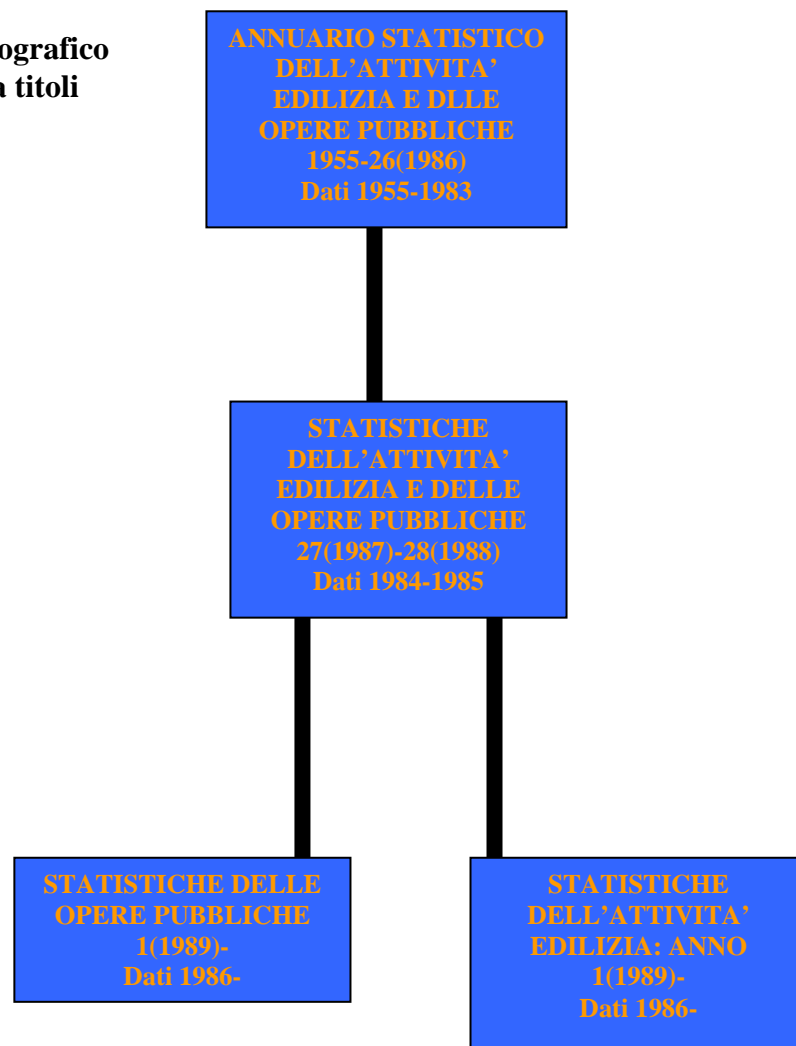 ografico
a titoli
ANNUARIO STATISTICO
DELL’ATTIVITA’
EDILIZIA E DLLE
OPERE PUBBLICHE
1955-26(1986)
Dati 1955-1983
STATISTICHE
DELL’ATTIVITA’
EDILIZIA E DELLE
OPERE PUBBLICHE
27(1987)-28(1988)
Dati 1984-1985
STATISTICHE DELLE
OPERE PUBBLICHE
1(1989)-
Dati 1986-
STATISTICHE
DELL’ATTIVITA’
EDILIZIA: ANNO
1(1989)-
Dati 1986-